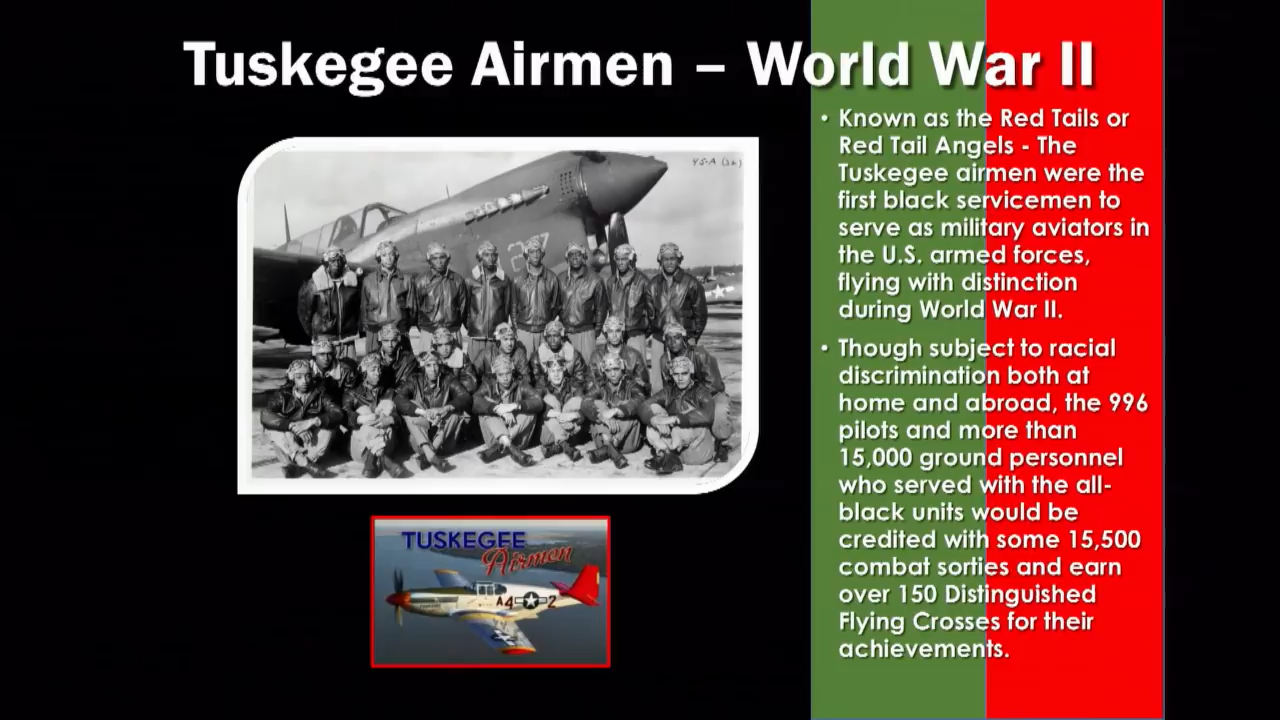 Tuskegee Airmen – World War II
• Known as the Red Tails or
Red Tail Angels - The
Tuskegee airmen were the
first black servicemen to
serve as military aviators in
the U.S. armed forces,
flying with distinction
during World War II.
• Though subject to racial
discrimination both at
home and abroad, the 996
pilots and more than
15,000 ground personnel
who served with the all-
black units would be
credited with some 15,500
combat sorties and earn
over 150 Distinguished
Flying Crosses for their
achievements.
TUSKEGEE
Airmen
A4 2